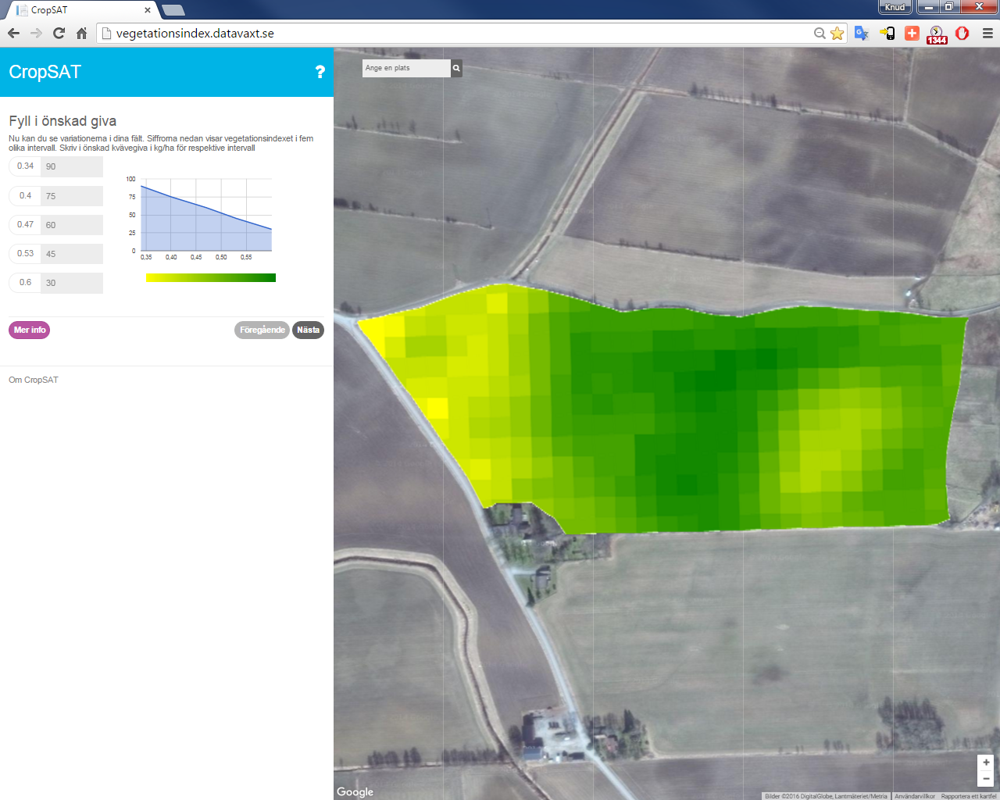 CropSAT
Knud
vegetationsindex.datavaxt.se
1344
CropSAT
?
Ange en plats
Fyll i önskad giva
Nu kan du se variationerna i dina fält. Siffrorna nedan visar vegetationsindexet i fem
olika intervall. Skriv i önskad kvävegiva i kg/ha för respektive intervall
0.34 90
0.4 75
0.47 60
0.53 45
0.6 30
100
75
50
25
0
0,35 0,40 0,45 0,50 0,55
Mer info
Föregående
Nästa
Om CropSAT
Google
Bilder ©2016 DigitalGlobe, Lantmäteriet/Metria
Användarvillkor
Rapportera ett kartfel